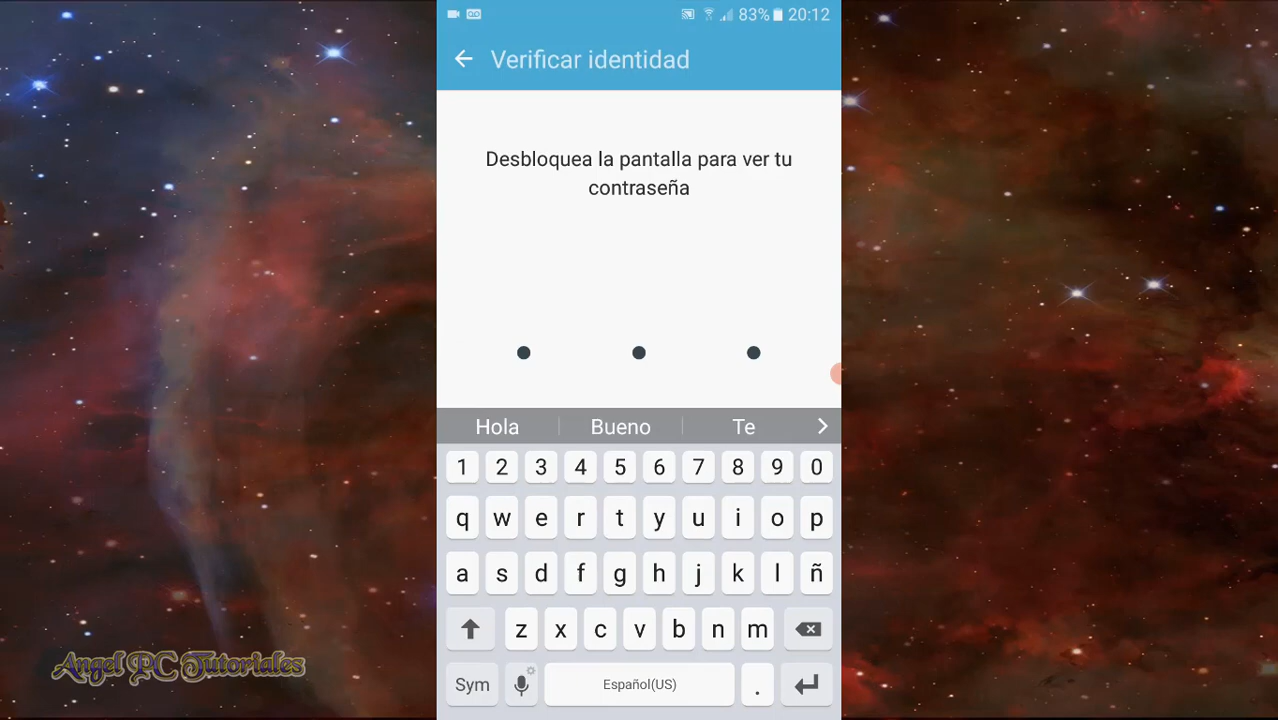 83% 20:12
Verificar identidad
Desbloquea la pantalla para ver tu
contraseña
Hola Bueno Te
1 2 3 4 5 6 7 8 9 0
q w e r t y u i o p
a s d f g h j k l ñ
z x c v b n m
Sym Español(US) .
Angel PC Tutoriales